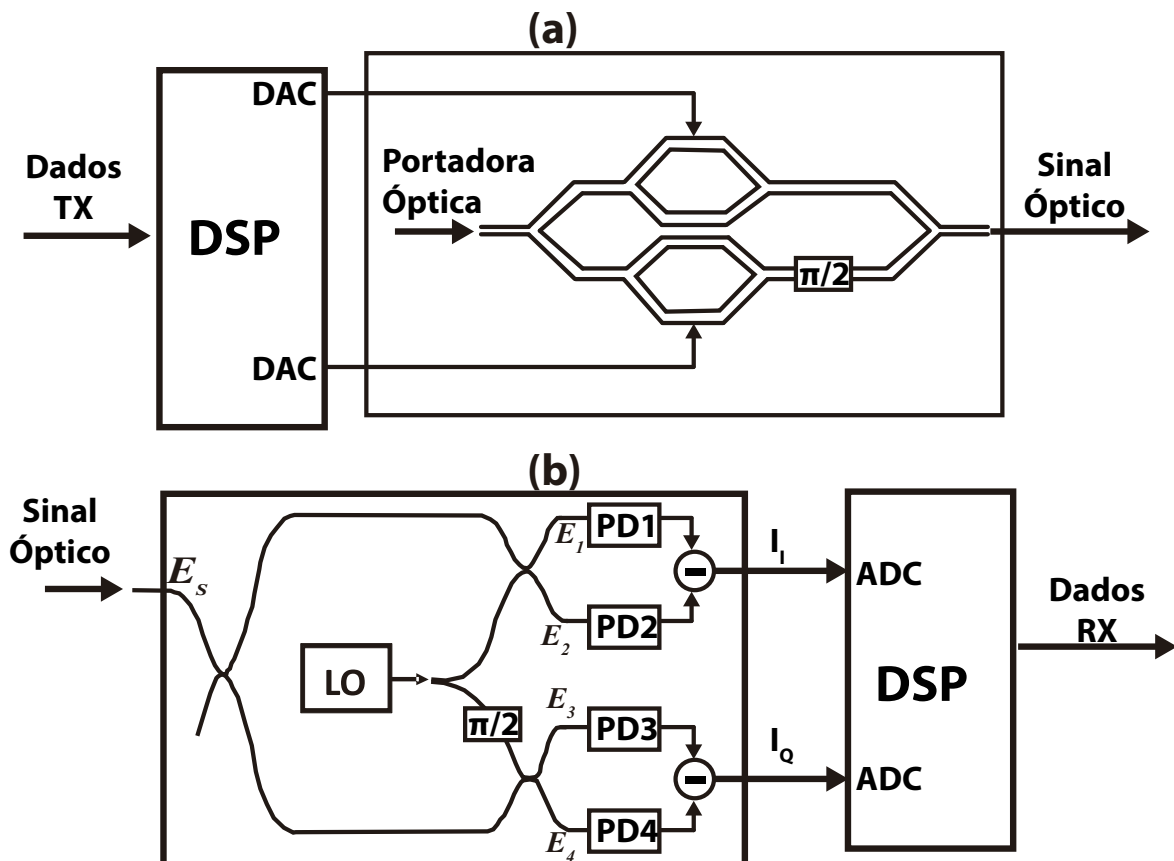 (a)
DAC
Dados
TX
DSP
Portadora
Óptica
π/2
Sinal
Óptico
DAC
(b)
Sinal
Óptico
E_s
E_1
PD1
E_2
PD2
LO
π/2
E_3
PD3
E_4
PD4
I_I
I_Q
ADC
DSP
ADC
Dados
RX